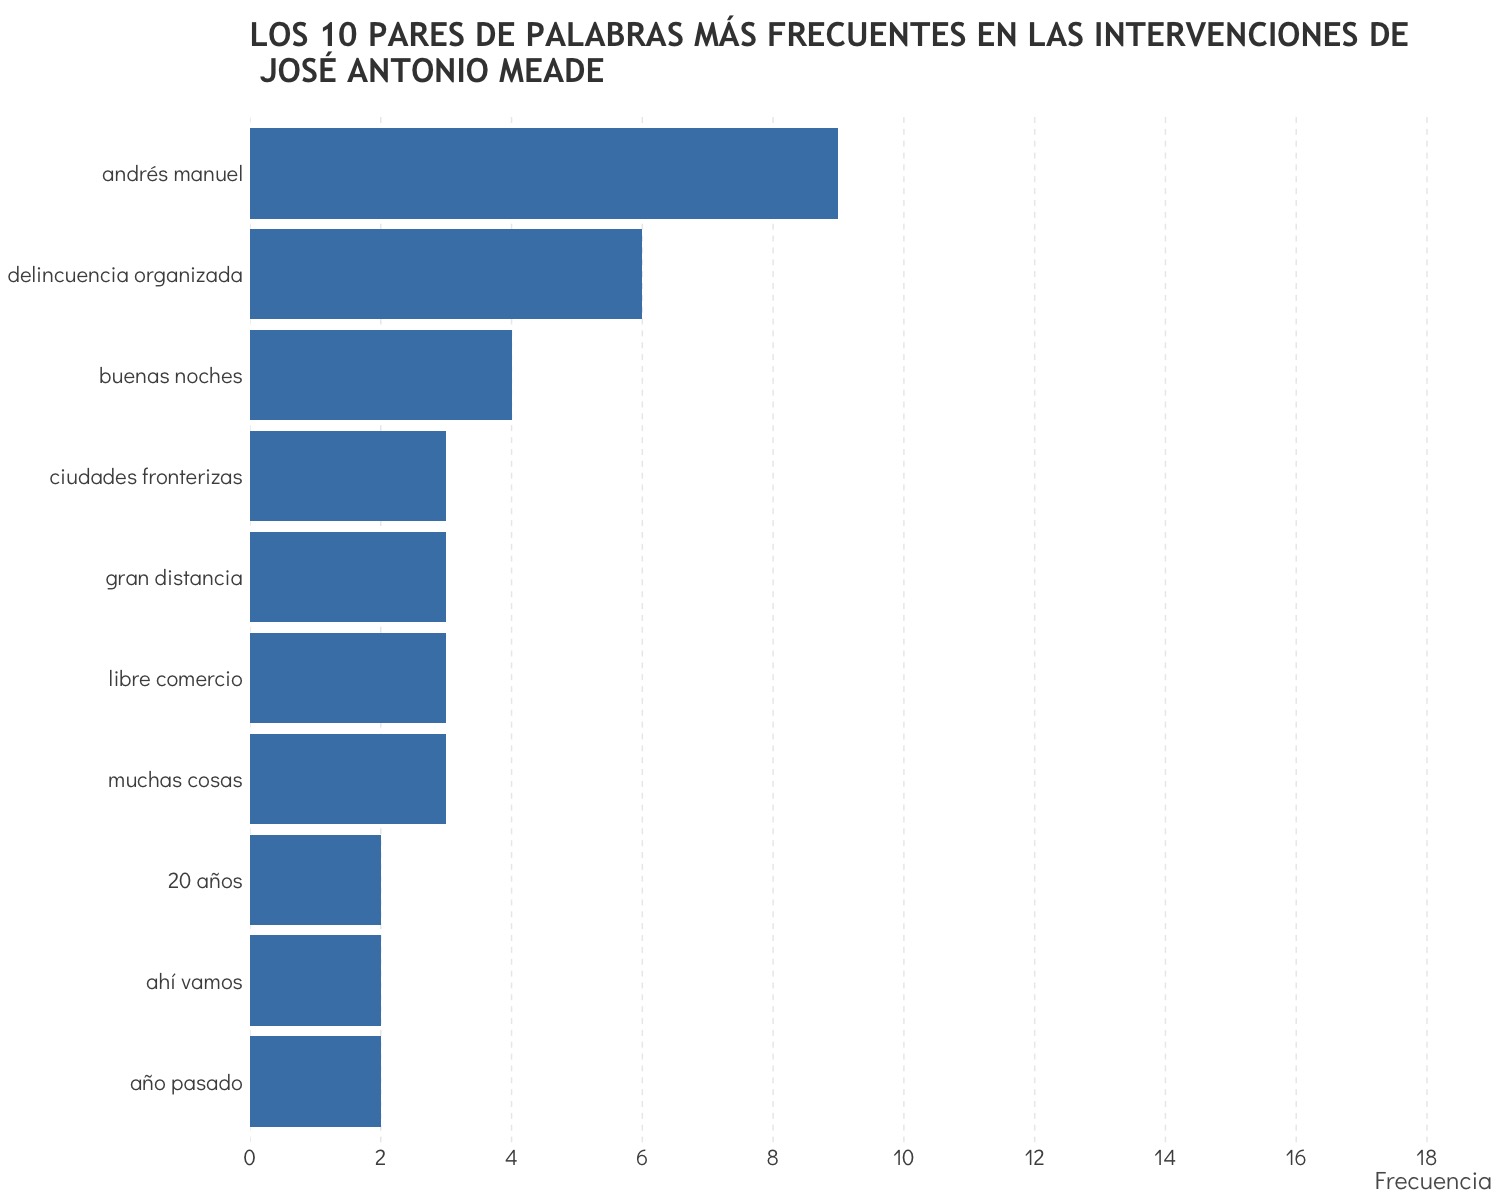 LOS 10 PARES DE PALABRAS MÁS FRECUENTES EN LAS INTERVENCIONES DE
JOSÉ ANTONIO MEADE
andrés manuel
delincuencia organizada
buenas noches
ciudades fronterizas
gran distancia
libre comercio
muchas cosas
20 años
ahí vamos
año pasado
0 2 4 6 8 10 12 14 16 18
Frecuencia